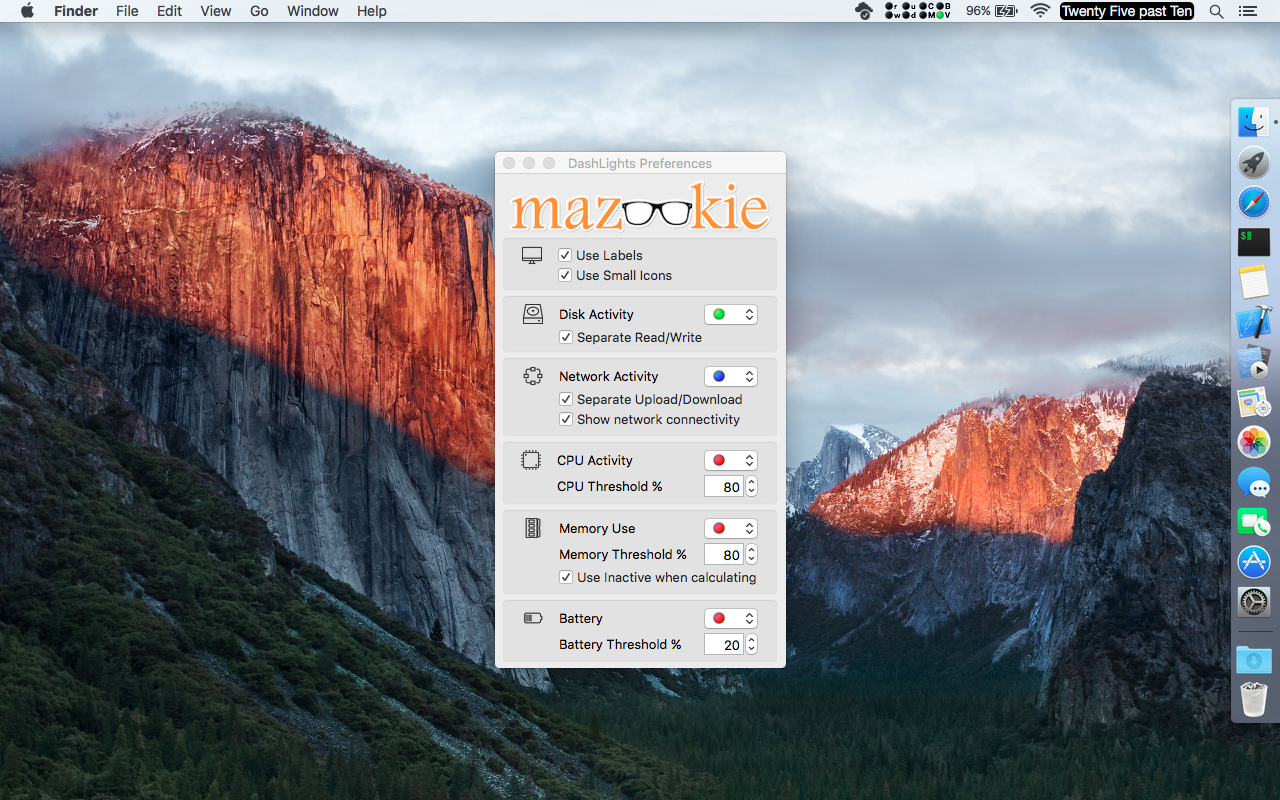 Finder File Edit View Go Window Help r u C B 96% Twenty Five past Ten
w d M V
DashLights Preferences
mazookie
Use Labels
Use Small Icons
Disk Activity
Separate Read/Write
Network Activity
Separate Upload/Download
Show network connectivity
CPU Activity
CPU Threshold % 80
Memory Use
Memory Threshold % 80
Use Inactive when calculating
Battery
Battery Threshold % 20
$
3D